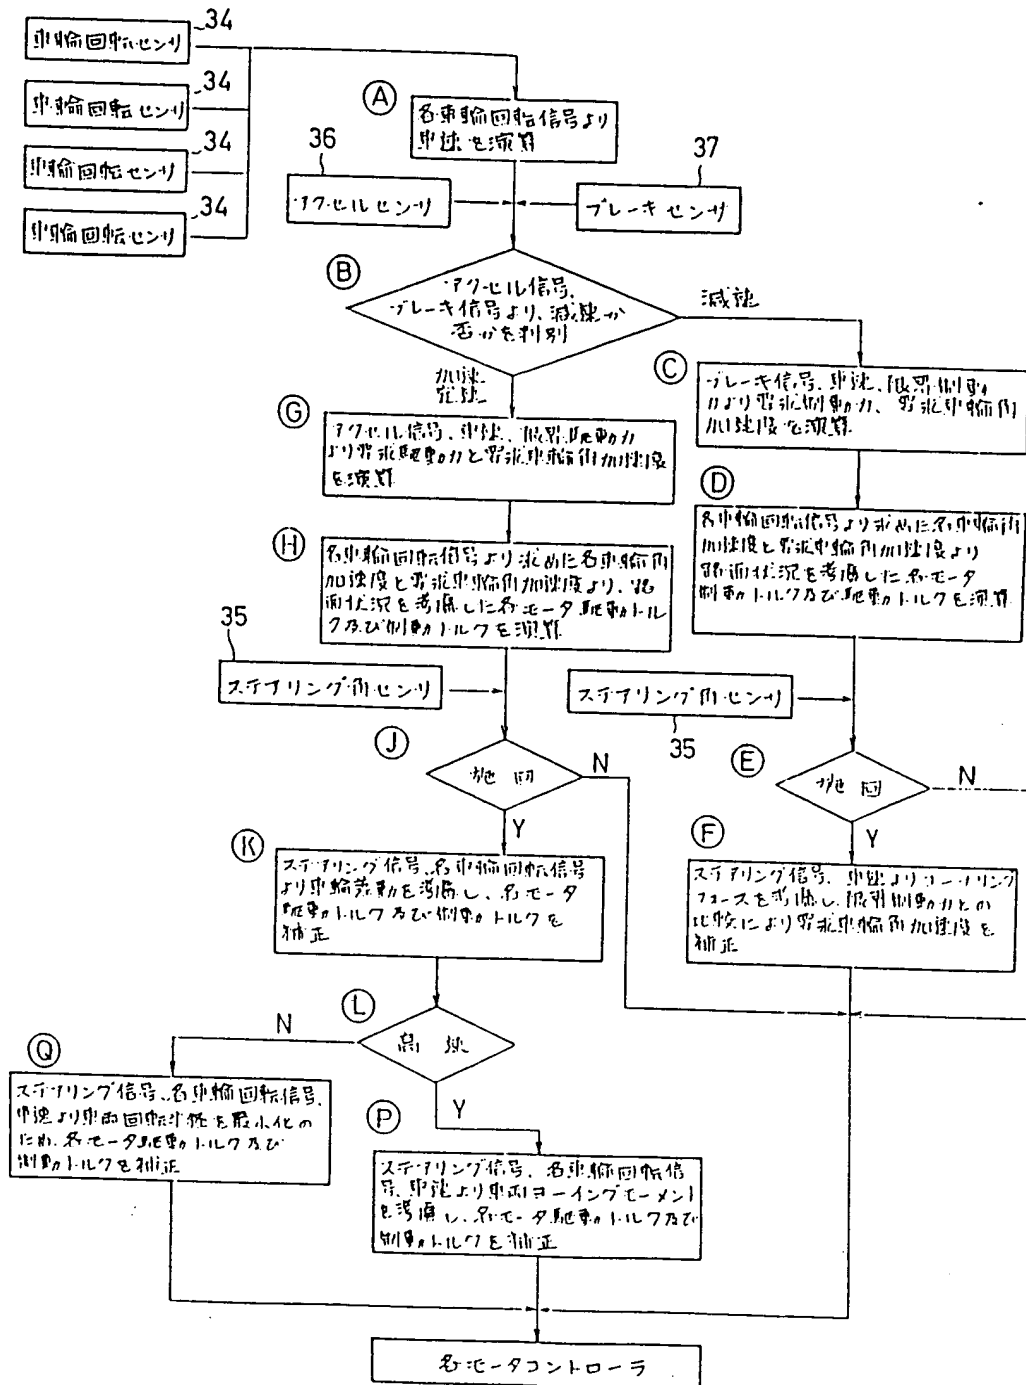 車輪回転センサ
34
車輪回転センサ
34
車輪回転センサ
34
車輪回転センサ
34
A
各車輪回転信号より
車速を演算
36
アクセルセンサ
37
ブレーキセンサ
B
アクセル信号、
ブレーキ信号より、減速か
否かを判別
減速
加速
定速
C
ブレーキ信号、車速、限界制動
力より要求制動力、要求車輪角
加速度を演算
G
アクセル信号、車速、限界駆動力
より要求駆動力と要求車輪角加速度
を演算
D
各車輪回転信号より求めた各車輪角
加速度と要求車輪角加速度より
路面状況を考慮した各モータ
制動トルク及び駆動トルクを演算
H
各車輪回転信号より求めた各車輪角
加速度と要求車輪角加速度より、路
面状況を考慮した各モータ駆動トル
ク及び制動トルクを演算
35
ステアリング角センサ
ステアリング角センサ
35
J
旋回
N
Y
E
旋回
N
Y
K
ステアリング信号、各車輪回転信号
より車輪差動を考慮し、各モータ
駆動トルク及び制動トルクを
補正
F
ステアリング信号、車速よりコーナリング
フォースを考慮し、限界制動力との
比較により要求車輪角加速度を
補正
L
高速
N
Y
Q
ステアリング信号、各車輪回転信号、
車速より車両回転半径を最小化の
ため、各モータ駆動トルク及び
制動トルクを補正
P
ステアリング信号、各車輪回転信
号、車速より車両ヨーイングモーメント
を考慮し、各モータ駆動トルク及び
制動トルクを補正
各モータコントローラ